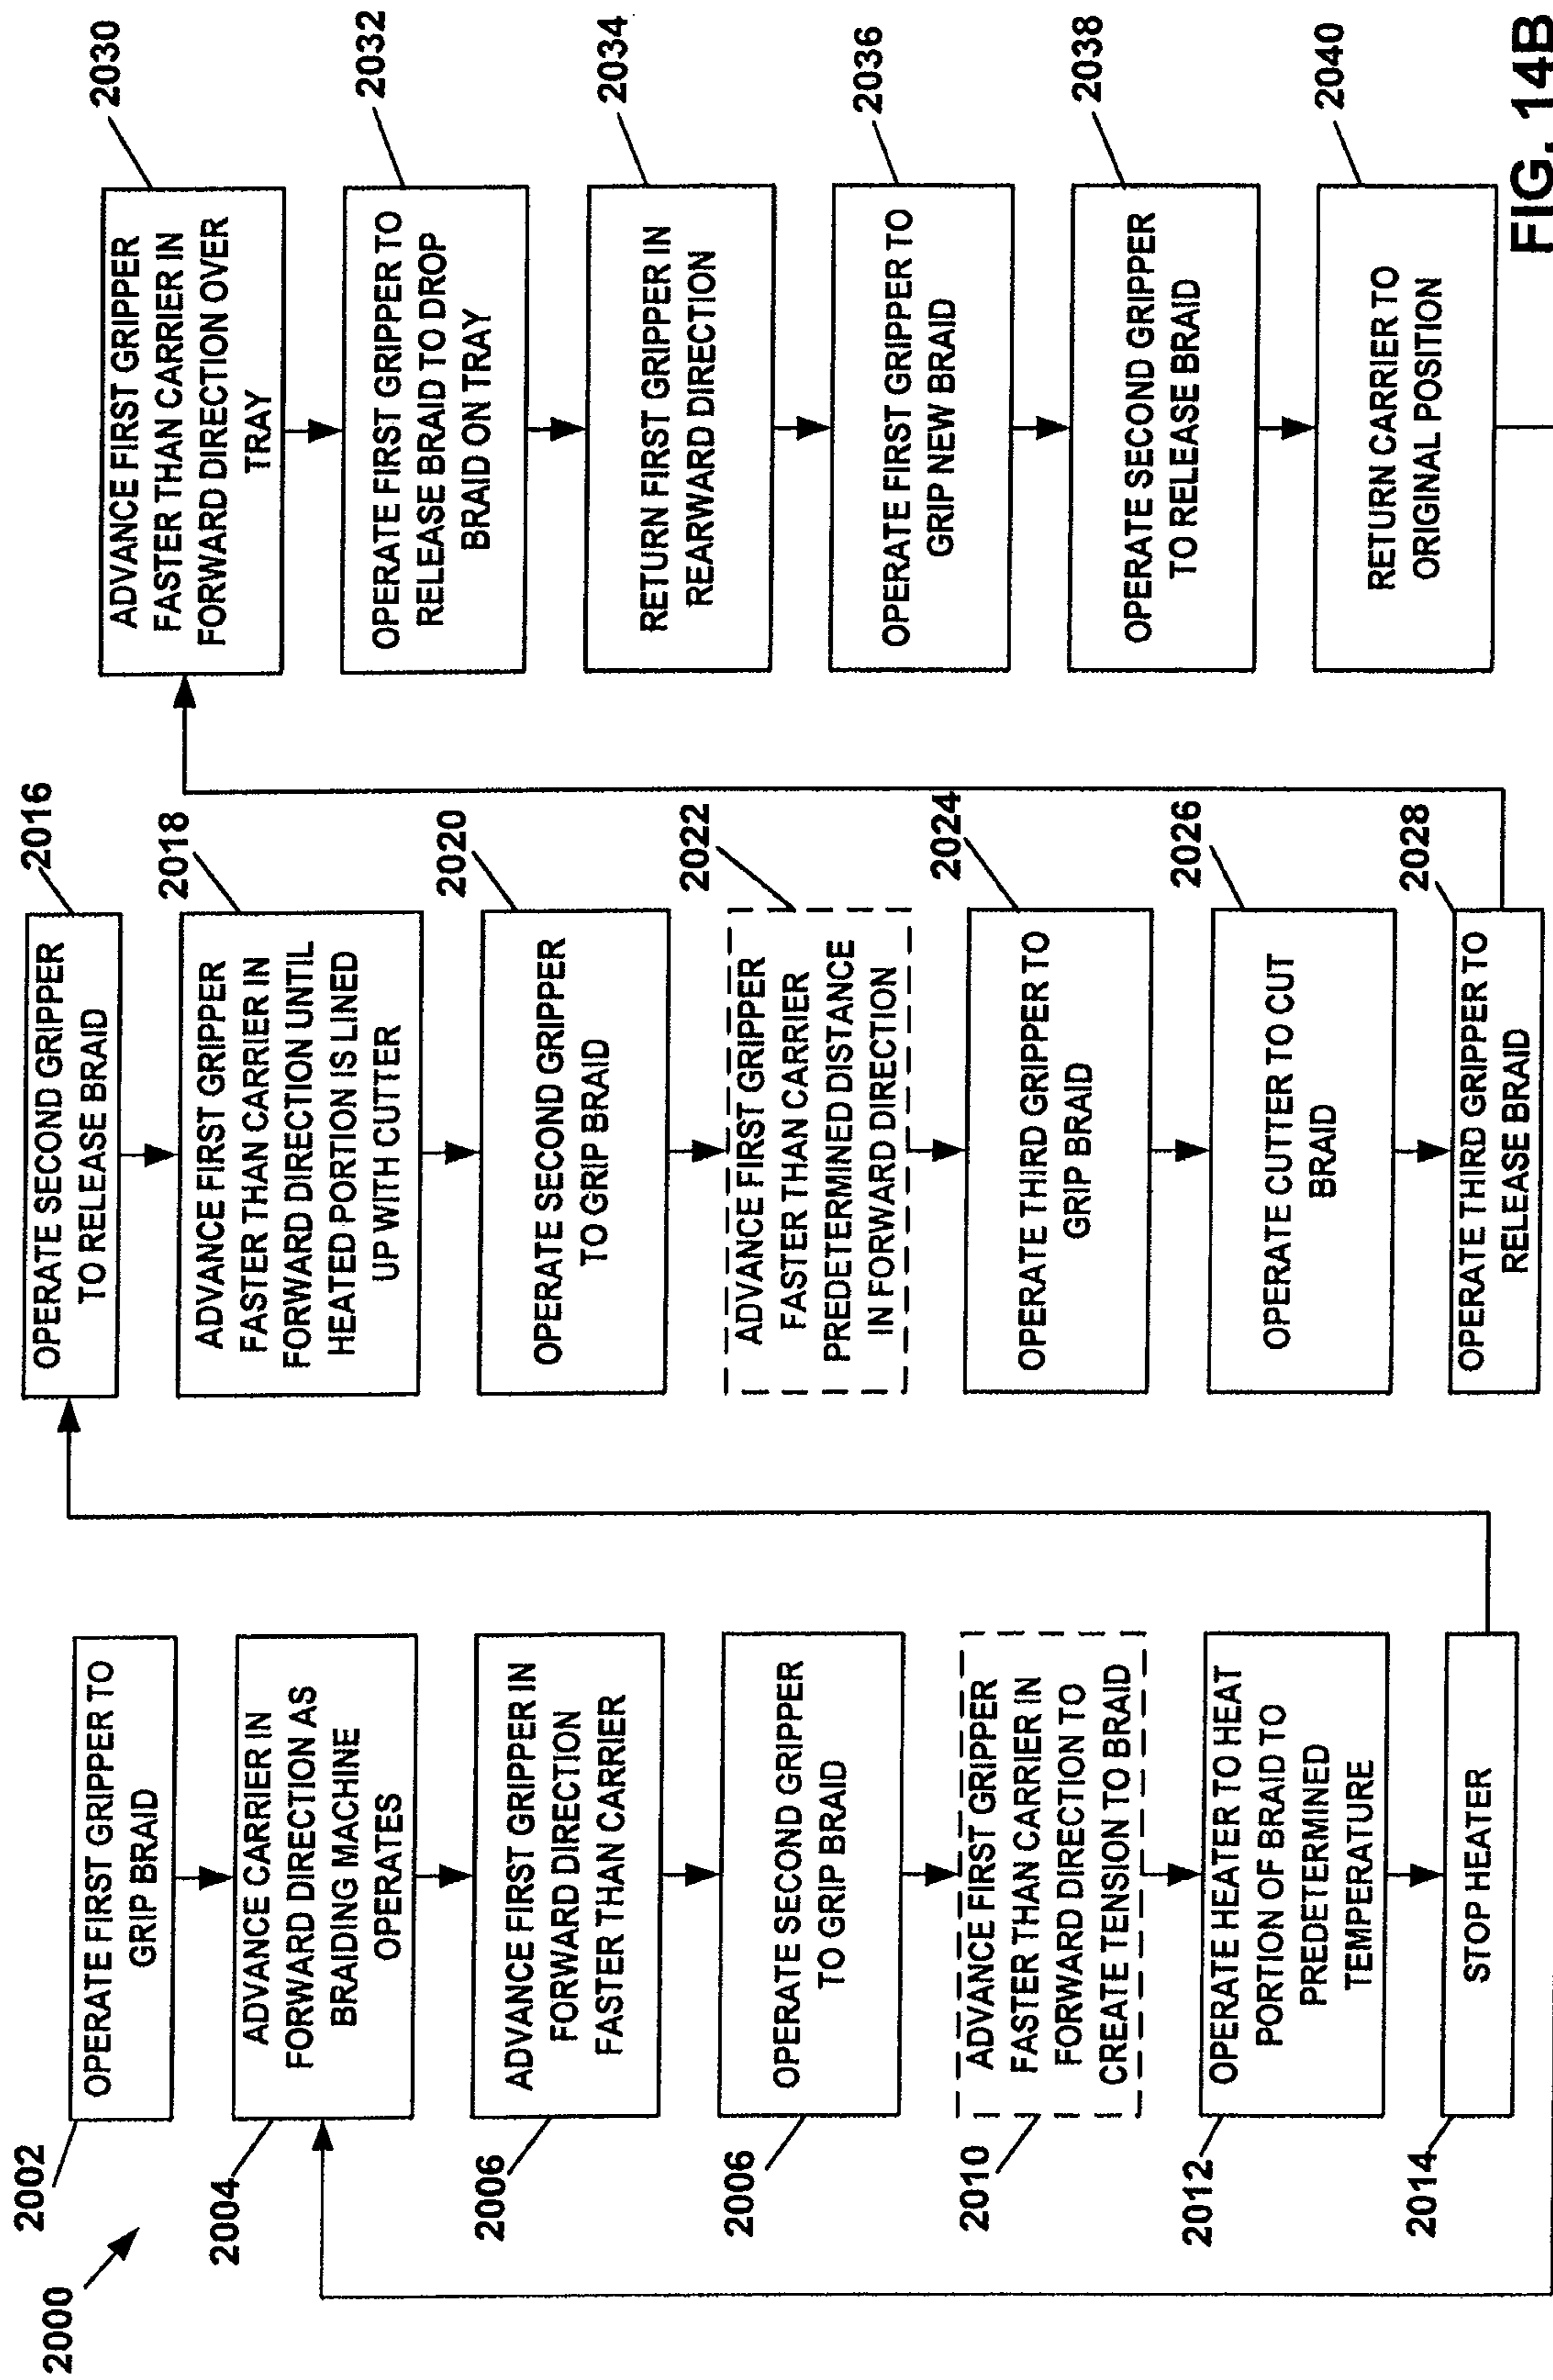 2000
2002
OPERATE FIRST GRIPPER TO
GRIP BRAID
2004
ADVANCE CARRIER IN
FORWARD DIRECTION AS
BRAIDING MACHINE
OPERATES
2006
ADVANCE FIRST GRIPPER IN
FORWARD DIRECTION
FASTER THAN CARRIER
2006
OPERATE SECOND GRIPPER
TO GRIP BRAID
2010
ADVANCE FIRST GRIPPER
FASTER THAN CARRIER IN
FORWARD DIRECTION TO
CREATE TENSION TO BRAID
2012
OPERATE HEATER TO HEAT
PORTION OF BRAID TO
PREDETERMINED
TEMPERATURE
2014
STOP HEATER
2016
OPERATE SECOND GRIPPER
TO RELEASE BRAID
2018
ADVANCE FIRST GRIPPER
FASTER THAN CARRIER IN
FORWARD DIRECTION UNTIL
HEATED PORTION IS LINED
UP WITH CUTTER
2020
OPERATE SECOND GRIPPER
TO GRIP BRAID
2022
ADVANCE FIRST GRIPPER
FASTER THAN CARRIER
PREDETERMINED DISTANCE
IN FORWARD DIRECTION
2024
OPERATE THIRD GRIPPER TO
GRIP BRAID
2026
OPERATE CUTTER TO CUT
BRAID
2028
OPERATE THIRD GRIPPER TO
RELEASE BRAID
2030
ADVANCE FIRST GRIPPER
FASTER THAN CARRIER IN
FORWARD DIRECTION OVER
TRAY
2032
OPERATE FIRST GRIPPER TO
RELEASE BRAID TO DROP
BRAID ON TRAY
2034
RETURN FIRST GRIPPER IN
REARWARD DIRECTION
2036
OPERATE FIRST GRIPPER TO
GRIP NEW BRAID
2038
OPERATE SECOND GRIPPER
TO RELEASE BRAID
2040
RETURN CARRIER TO
ORIGINAL POSITION
FIG. 14B